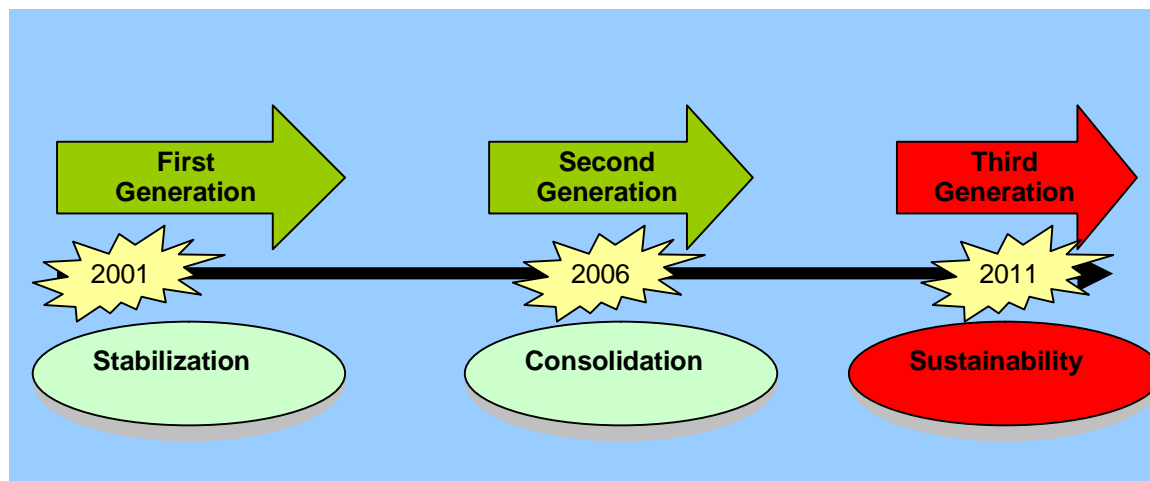 First
Generation
Second
Generation
Third
Generation
2001
2006
2011
Stabilization
Consolidation
Sustainability